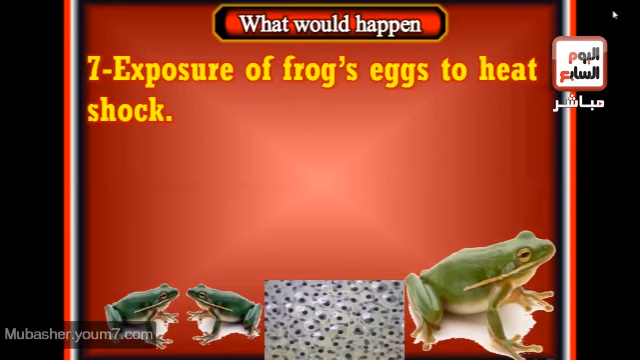 What would happen
7-Exposure of frog's eggs to heat
shock.
اليوم
السابع
مباشر
Mubasher.youm7.com